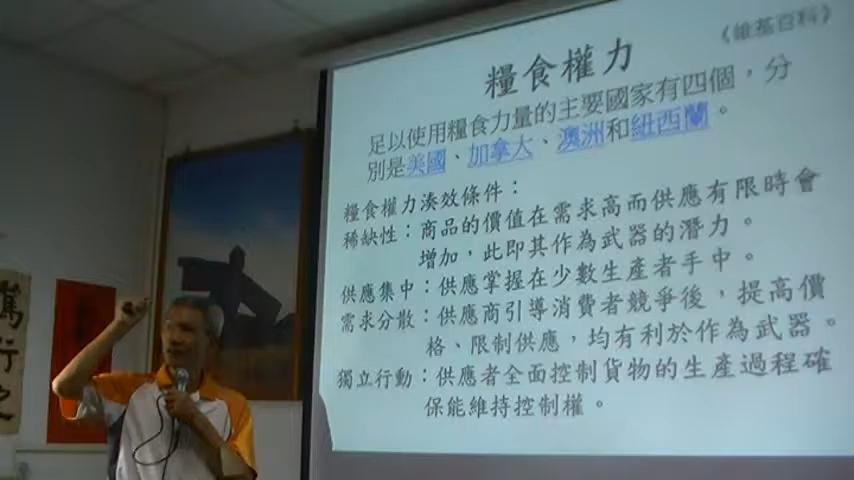 《維基百科》
糧食權力
足以使用糧食力量的主要國家有四個，分
別是美國、加拿大、澳洲和紐西蘭。
糧食權力湊效條件：
稀缺性：商品的價值在需求高而供應有限時會
增加，此即其作為武器的潛力。
供應集中：供應掌握在少數生產者手中。
需求分散：供應商引導消費者競爭後，提高價
格、限制供應，均有利於作為武器。
獨立行動：供應者全面控制貨物的生產過程確
保能維持控制權。
篤行之